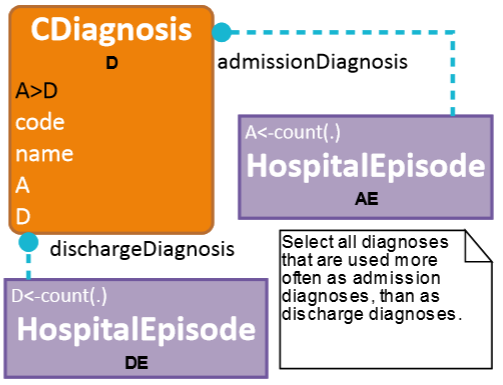 CDiagnosis
D
A>D
code
name
A
D
admissionDiagnosis
A<-count(.)
HospitalEpisode
AE
dischargeDiagnosis
D<-count(.)
HospitalEpisode
DE
Select all diagnoses
that are used more
often as admission
diagnoses, than as
discharge diagnoses.